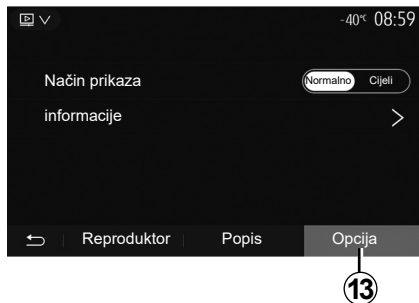 -40°C 08:59
Način prikaza Normalno Cijeli
informacije
Reproduktor Popis Opcija
13